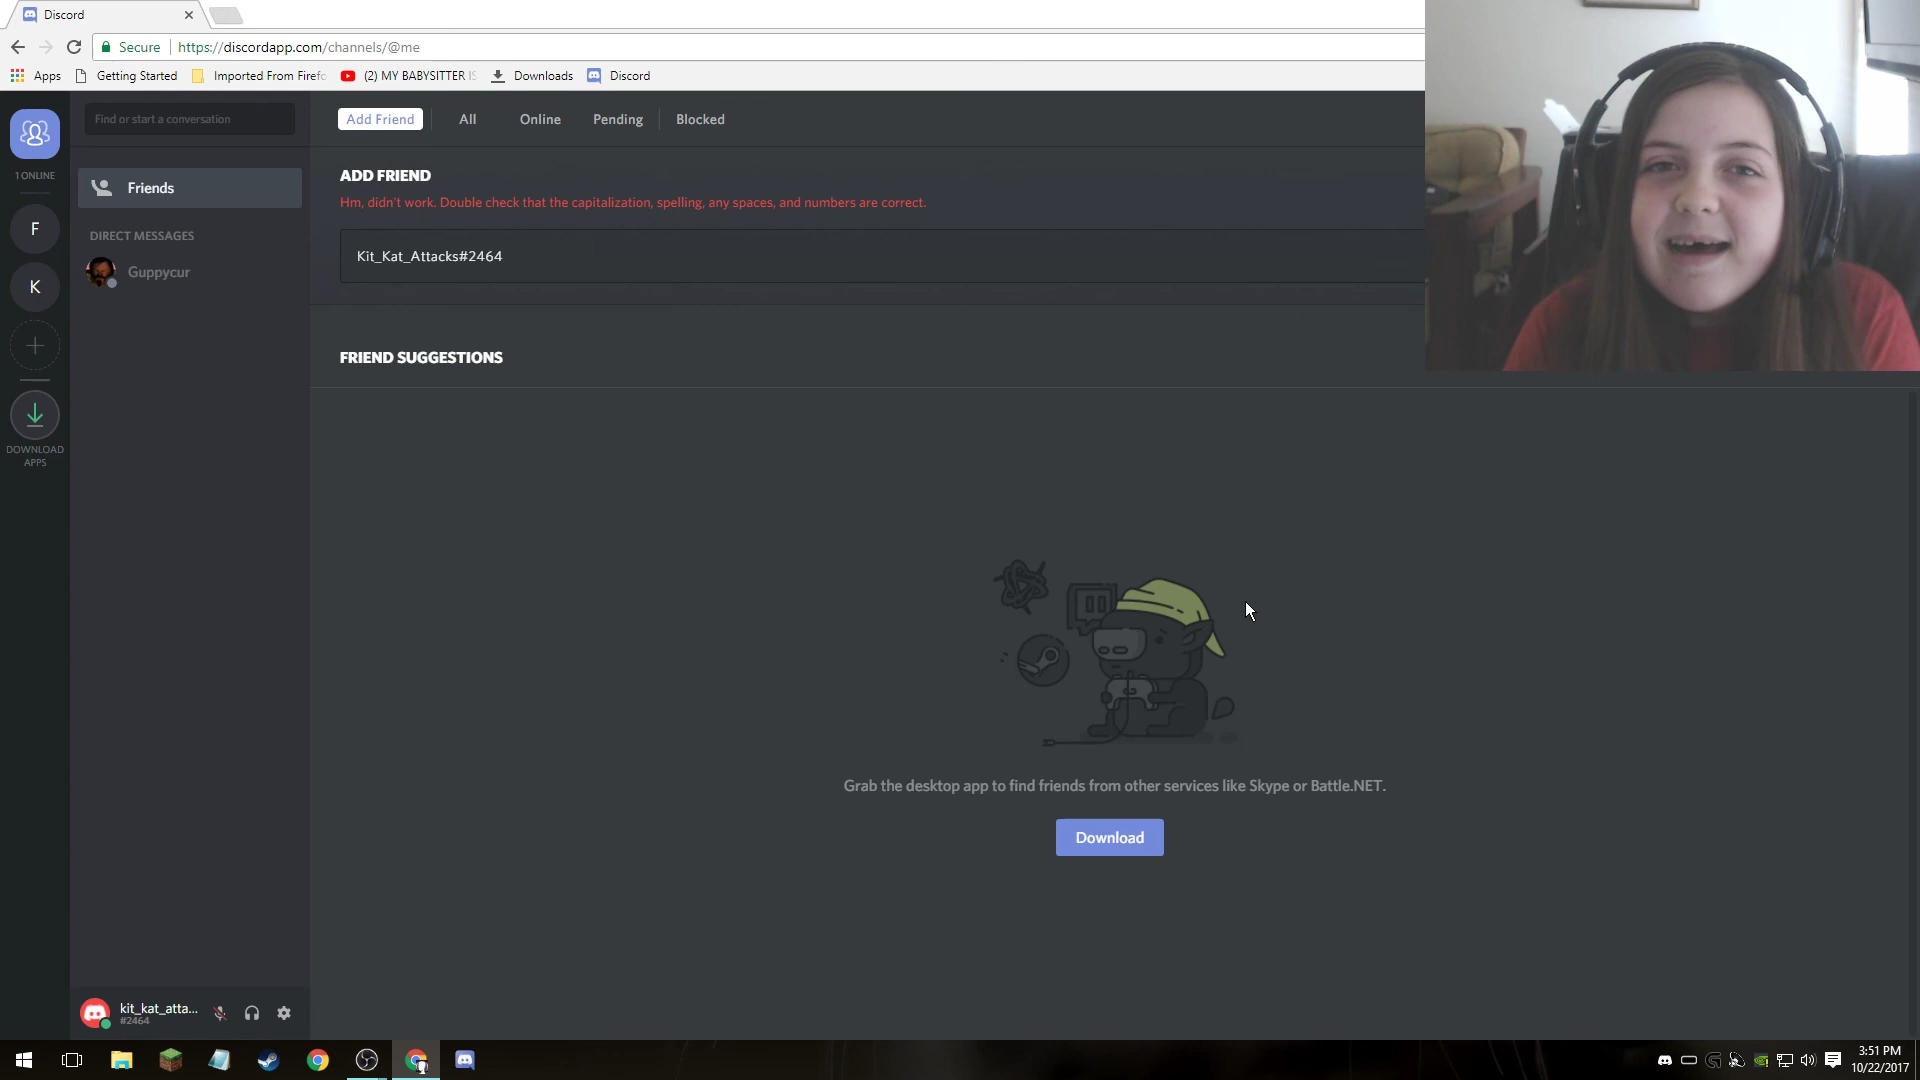 Discord
Secure
https://discordapp.com/channels/@me
Apps
Getting Started
Imported From Firefo
(2) MY BABYSITTER IS
Downloads
Discord
Find or start a conversation
Add Friend
All
Online
Pending
Blocked
1 ONLINE
Friends
ADD FRIEND
Hm, didn't work. Double check that the capitalization, spelling, any spaces, and numbers are correct.
F
DIRECT MESSAGES
Kit_Kat_Attacks#2464
Guppycur
K
FRIEND SUGGESTIONS
DOWNLOAD
APPS
Grab the desktop app to find friends from other services like Skype or Battle.NET.
Download
kit_kat_atta...
#2464
3:51 PM
10/22/2017